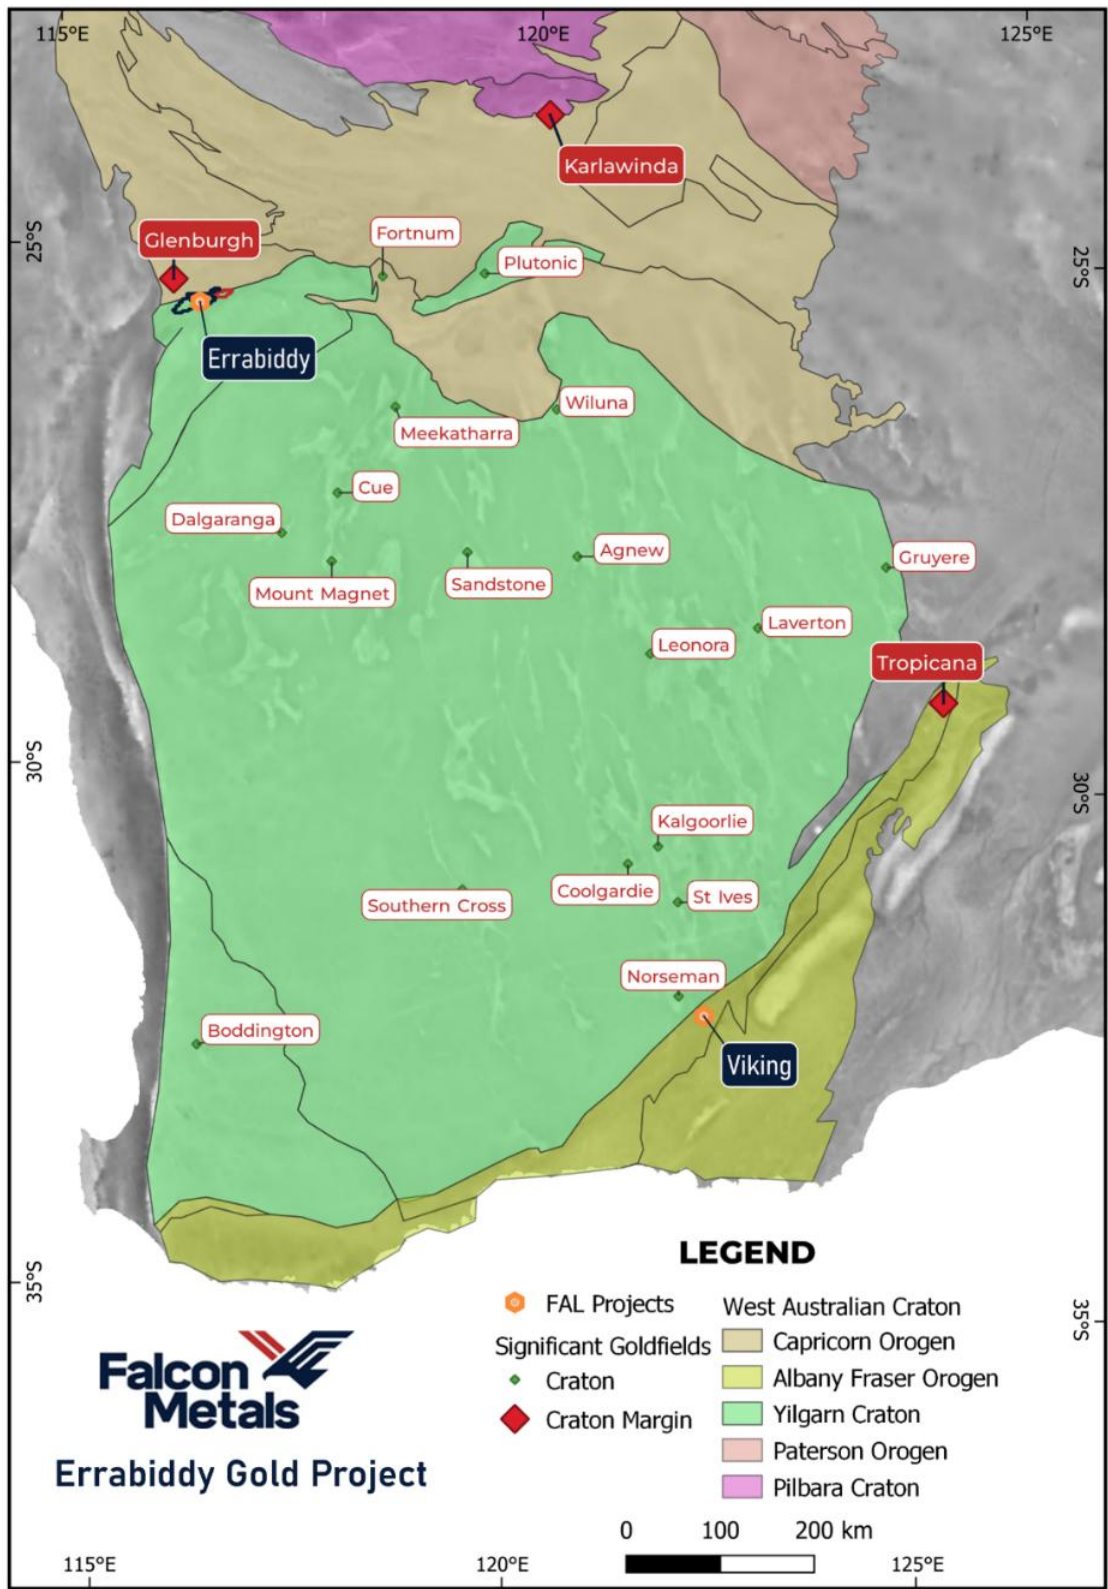 115°E
120°E
125°E
Karlawinda
Fortnum
Glenburgh
25°S
25°S
Plutonic
Errabiddy
Wiluna
Meekatharra
Cue
Dalgaranga
Agnew
Gruyere
Sandstone
Mount Magnet
Laverton
Leonora
Tropicana
30°S
30°S
Kalgoorlie
Coolgardie
St Ives
Southern Cross
Norseman
Boddington
Viking
35°S
35°S
LEGEND
FAL Projects
Significant Goldfields
Craton
Craton Margin
West Australian Craton
Capricorn Orogen
Albany Fraser Orogen
Yilgarn Craton
Paterson Orogen
Pilbara Craton
Falcon
Metals
Errabiddy Gold Project
0 100 200 km
115°E
120°E
125°E